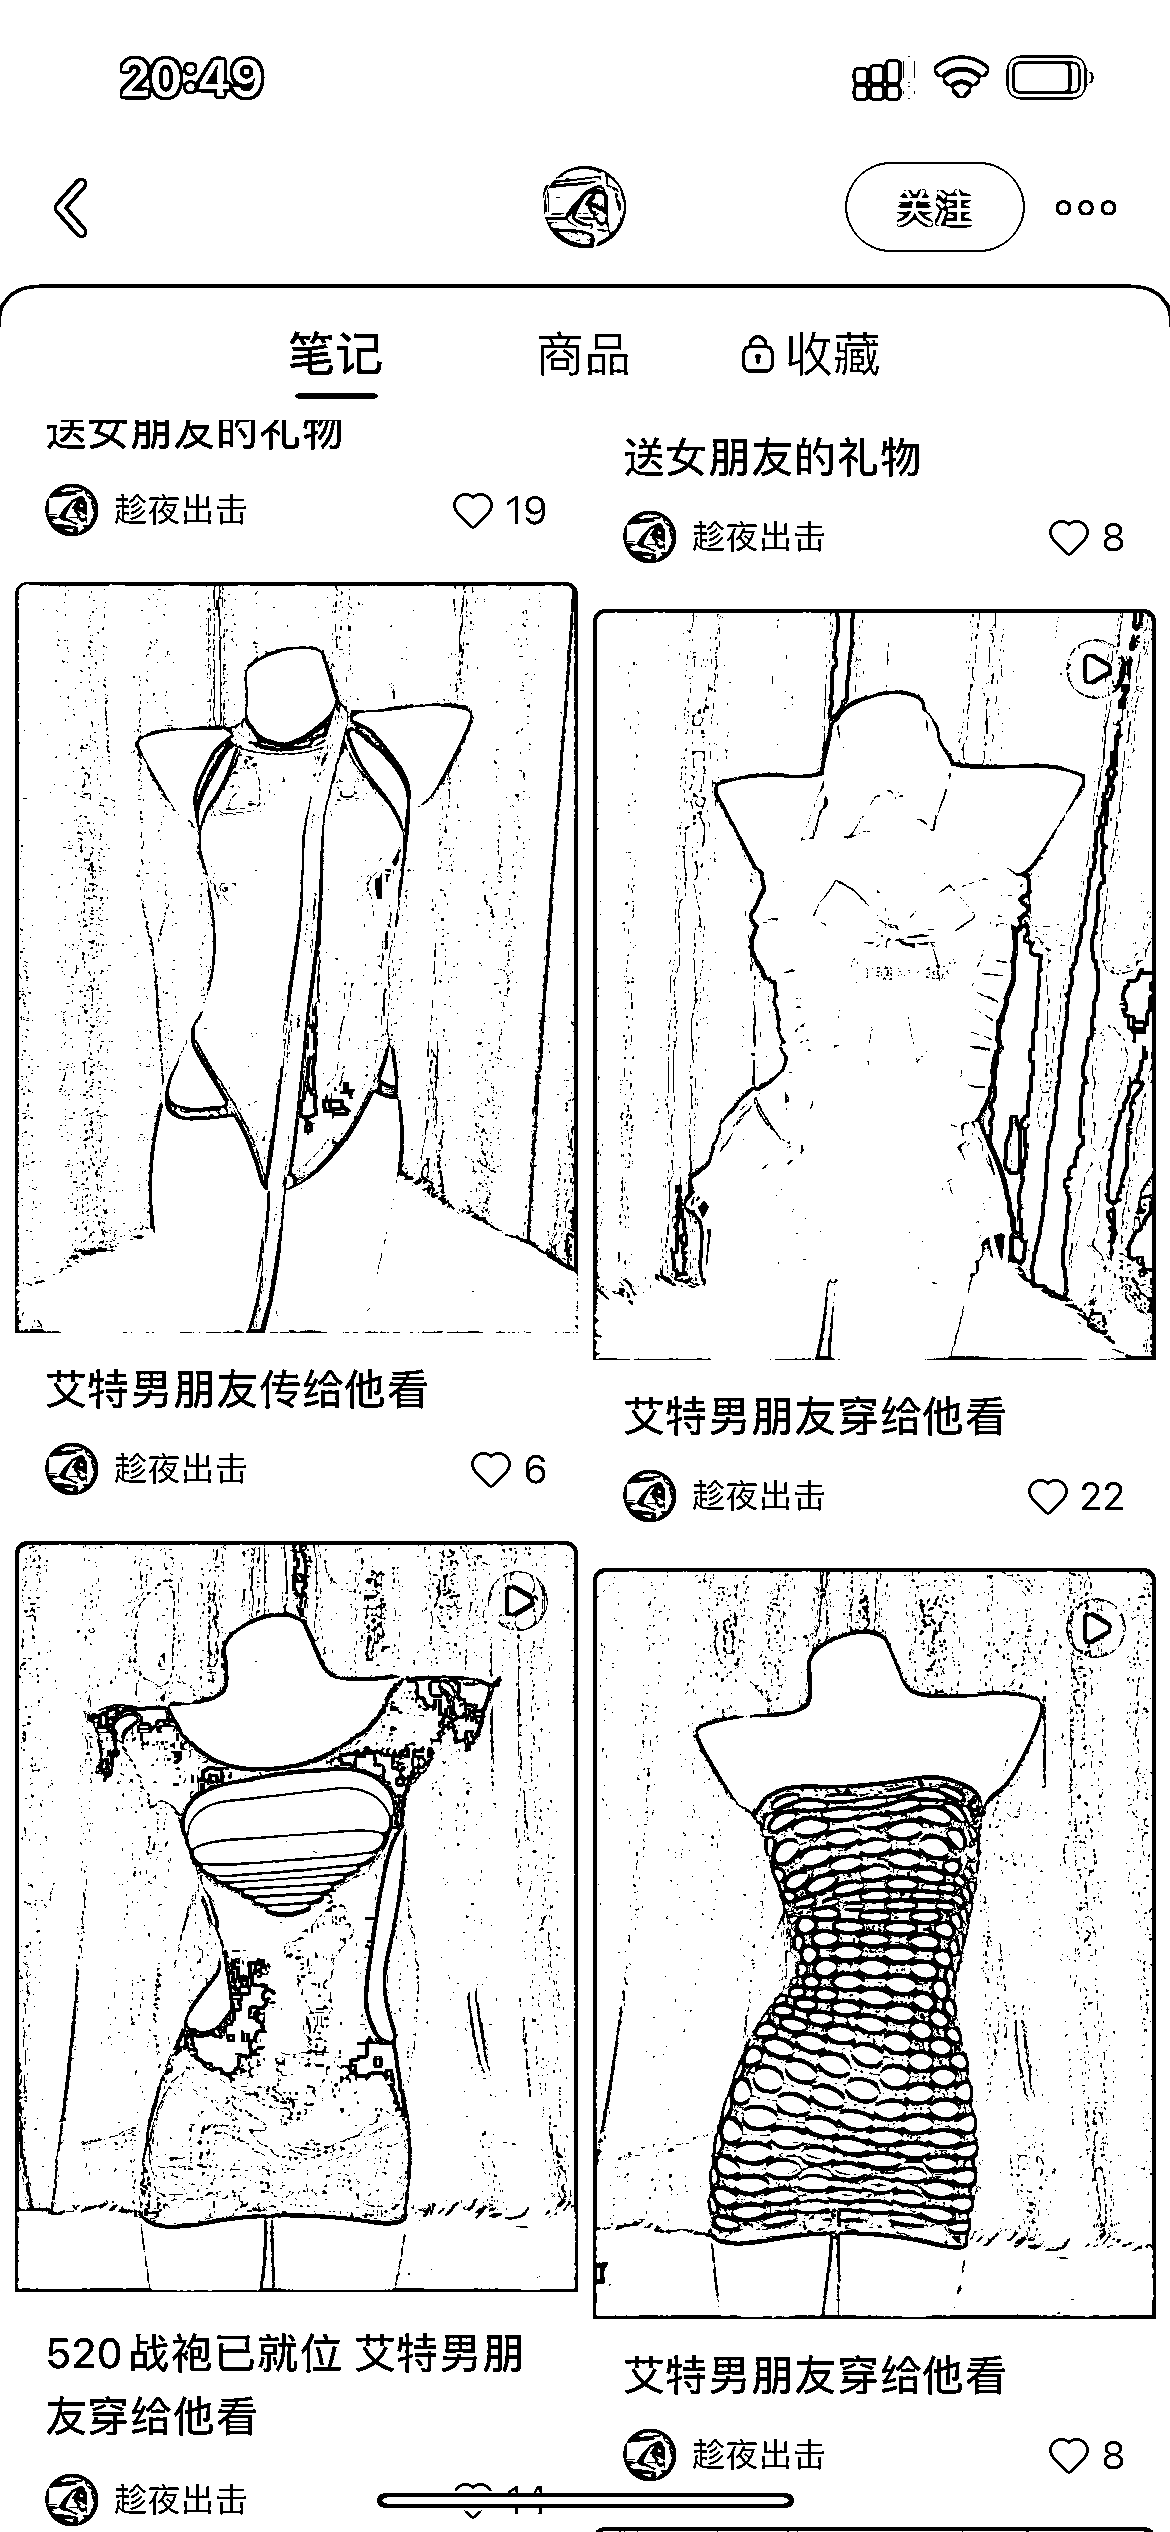 20:49
关注
笔记
商品
收藏
送女朋友的礼物
趁夜出击
19
送女朋友的礼物
趁夜出击
8
艾特男朋友传给他看
趁夜出击
6
艾特男朋友穿给他看
趁夜出击
22
520战袍已就位 艾特男朋
友穿给他看
趁夜出击
14
艾特男朋友穿给他看
趁夜出击
8